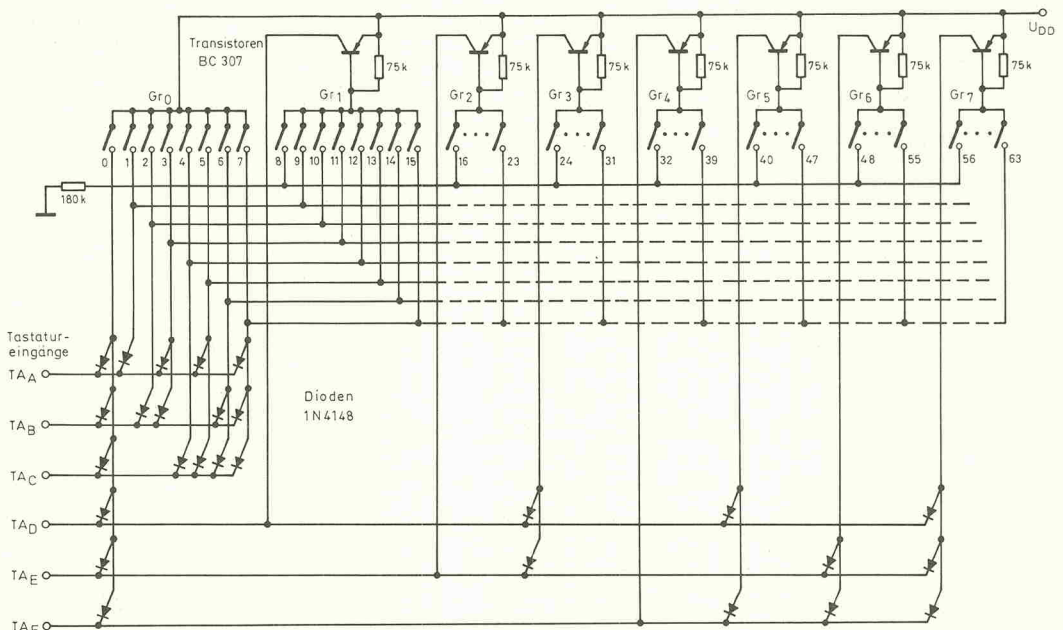 Transistoren
BC 307
U_DD
75k 75k 75k 75k 75k 75k 75k
Gr0 Gr1 Gr2 Gr3 Gr4 Gr5 Gr6 Gr7
0 1 2 3 4 5 6 7 8 9 10 11 12 13 14 15 16 23 24 31 32 39 40 47 48 55 56 63
180k
Tastatur-
eingänge
TA_A
Dioden
1N4148
TA_B
TA_C
TA_D
TA_E